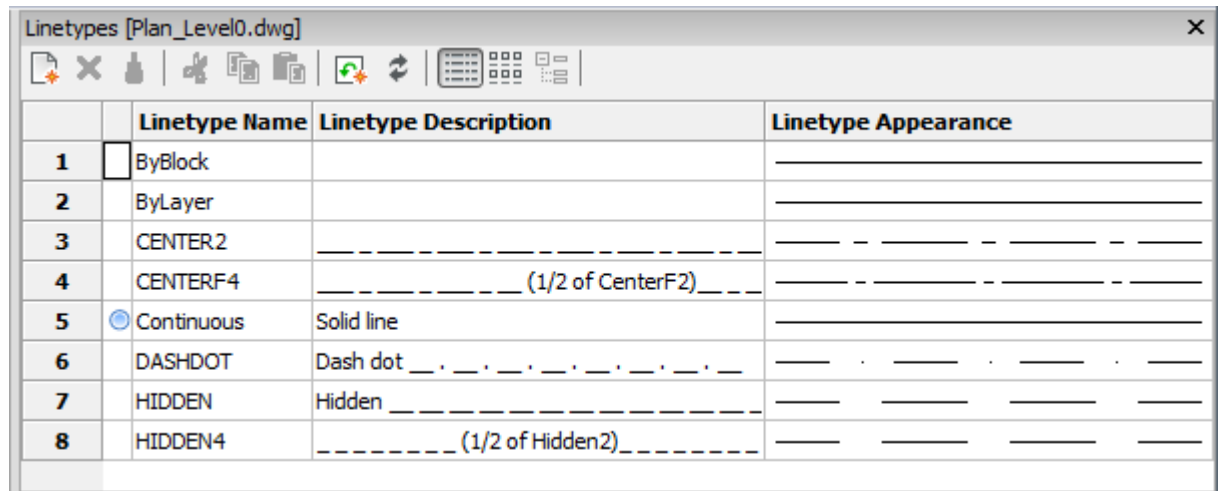 Linetypes [Plan_Level0.dwg]
Linetype Name Linetype Description Linetype Appearance
1 ByBlock
2 ByLayer
3 CENTER2 ___ _ ___ _ ___ _ ___ _ ___ _ ___ _ __
4 CENTERF4 ___ _ ___ _ ___ _ __ (1/2 of CenterF2)__ _ _
5 Continuous Solid line
6 DASHDOT Dash dot __ . __ . __ . __ . __ . __ . __ . __
7 HIDDEN Hidden __ __ __ __ __ __ __ __ __ __ __ __ _
8 HIDDEN4 _ _ _ _ _ _ _ _ (1/2 of Hidden2)_ _ _ _ _ _ _ _